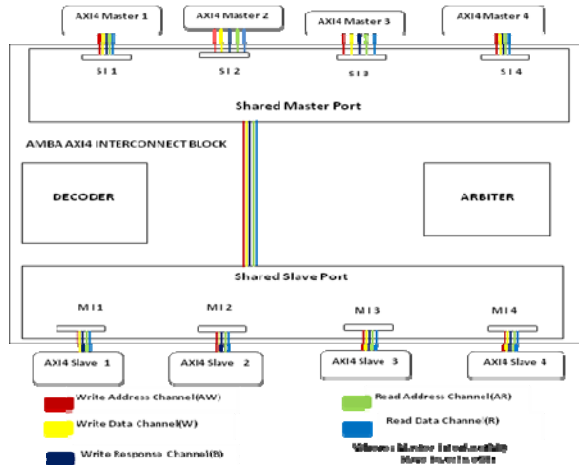 AXI4 Master 1
AXI4 Master 2
AXI4 Master 3
AXI4 Master 4
SI 1
SI 2
SI 3
SI 4
Shared Master Port
AMBA AXI4 INTERCONNECT BLOCK
DECODER
ARBITER
Shared Slave Port
MI 1
MI 2
MI 3
MI 4
AXI4 Slave 1
AXI4 Slave 2
AXI4 Slave 3
AXI4 Slave 4
Write Address Channel(AW)
Read Address Channel(AR)
Write Data Channel(W)
Read Data Channel(R)
Write Response Channel(B)